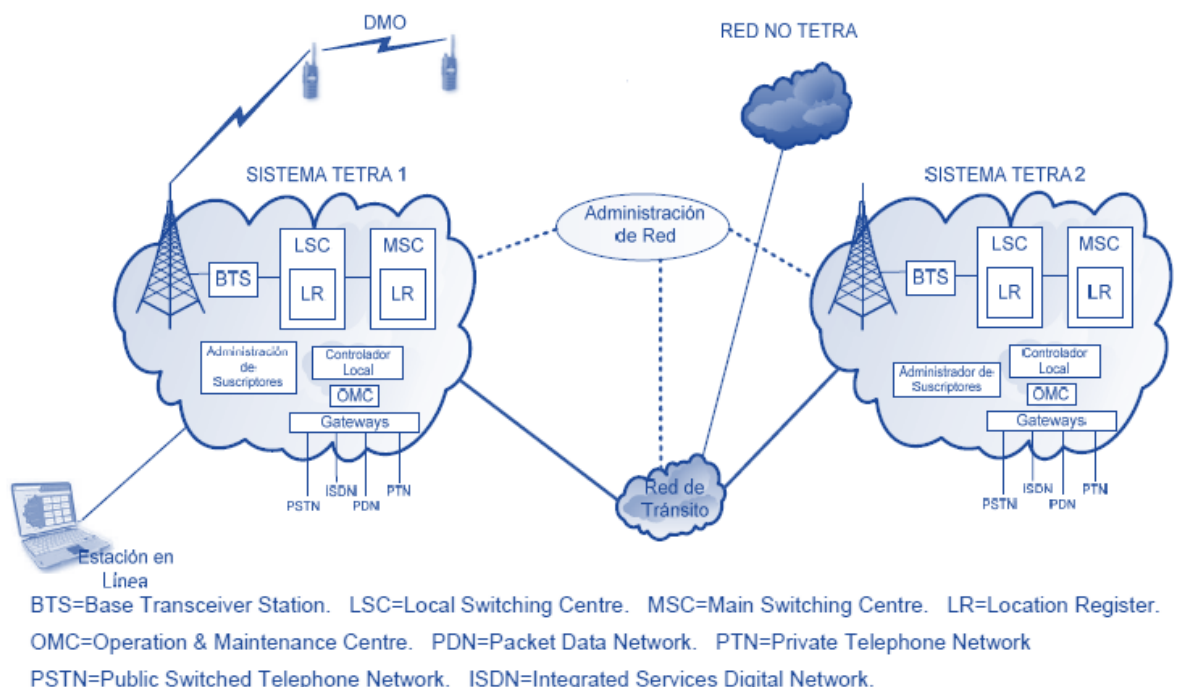 DMO
RED NO TETRA
SISTEMA TETRA 1
SISTEMA TETRA 2
Administración
de Red
LSC
MSC
BTS
LR
LR
LSC
MSC
BTS
LR
LR
Administración
de
Suscriptores
Controlador
Local
OMC
Gateways
PSTN
ISDN
PDN
PTN
Administrador de
Suscriptores
Controlador
Local
OMC
Gateways
PSTN
ISDN
PDN
PTN
Red de
Tránsito
Estación en
Línea
BTS=Base Transceiver Station. LSC=Local Switching Centre. MSC=Main Switching Centre. LR=Location Register.
OMC=Operation & Maintenance Centre. PDN=Packet Data Network. PTN=Private Telephone Network
PSTN=Public Switched Telephone Network. ISDN=Integrated Services Digital Network.